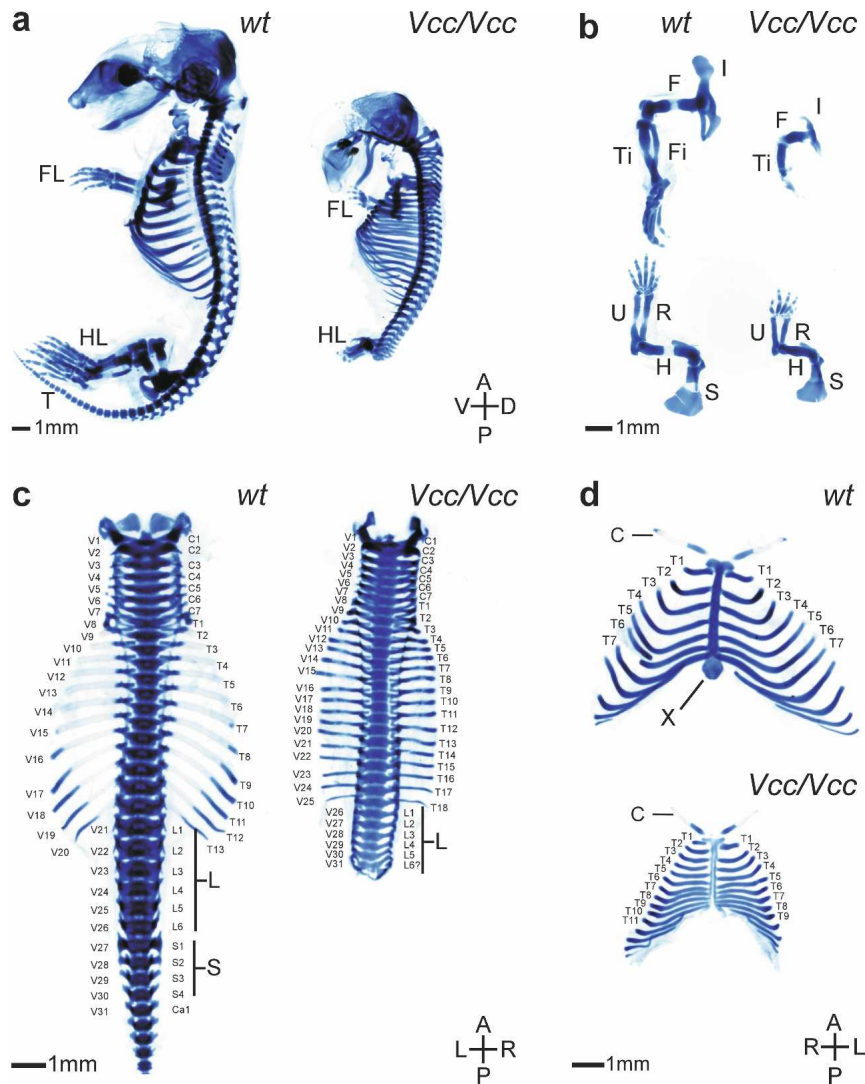 a
wt
Vcc/Vcc
FL
HL
T
1mm
FL
HL
A
V D
P
b
wt
Vcc/Vcc
I
F
Ti
Fi
I
F
Ti
U
R
H
S
U
R
H
S
1mm
c
wt
V1
V2
V3
V4
V5
V6
V7
V8
V9
V10
V11
V12
V13
V14
V15
V16
V17
V18
V19
V20
V21
V22
V23
V24
V25
V26
V27
V28
V29
V30
V31
C1
C2
C3
C4
C5
C6
C7
T1
T2
T3
T4
T5
T6
T7
T8
T9
T10
T11
T12
T13
L1
L2
L3
L4
L5
L6
L
S1
S2
S3
S4
S
Ca1
1mm
Vcc/Vcc
V1
V2
V3
V4
V5
V6
V7
V8
V9
V10
V11
V12
V13
V14
V15
V16
V17
V18
V19
V20
V21
V22
V23
V24
V25
V26
V27
V28
V29
V30
V31
C1
C2
C3
C4
C5
C6
C7
T1
T2
T3
T4
T5
T6
T7
T8
T9
T10
T11
T12
T13
T14
T15
T16
T17
T18
L1
L2
L3
L4
L5
L6?
L
A
L R
P
d
wt
C
T1
T2
T3
T4
T5
T6
T7
T1
T2
T3
T4
T5
T6
T7
X
Vcc/Vcc
C
T1
T2
T3
T4
T5
T6
T7
T8
T9
T10
T11
T1
T2
T3
T4
T5
T6
T7
T8
T9
1mm
A
R L
P